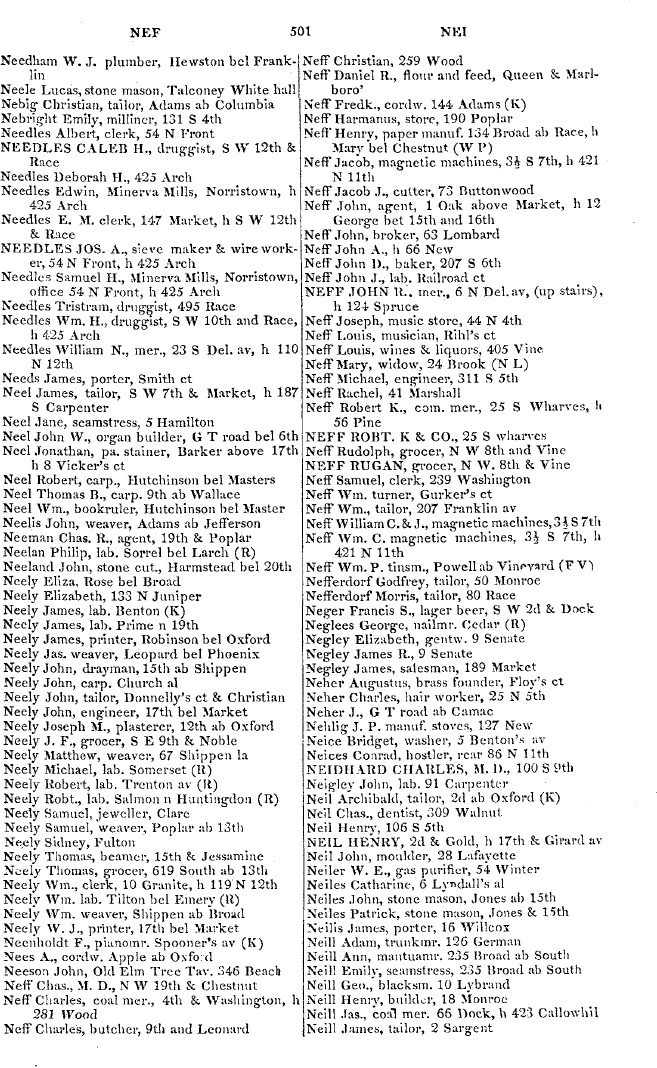 NEF 501 NEI
Needham W. J. plumber, Hewston bel Frank-
lin
Neele Lucas, stone mason, Talconey White hall
Nebig Christian, tailor, Adams ab Columbia
Nebright Emily, milliner, 131 S 4th
Needles Albert, clerk, 54 N Front
NEEDLES CALEB H., druggist, S W 12th &
Race
Needles Deborah H., 425 Arch
Needles Edwin, Minerva Mills, Norristown, h
425 Arch
Needles E. M. clerk, 147 Market, h S W 12th
& Race
NEEDLES JOS. A., sieve maker & wire work-
er, 54 N Front, h 425 Arch
Needles Samuel H., Minerva Mills, Norristown,
office 54 N Front, h 425 Arch
Needles Tristram, druggist, 495 Race
Needles Wm. H., druggist, S W 10th and Race,
h 425 Arch
Needles William N., mer., 23 S Del. av, h 110
N 12th
Needs James, porter, Smith ct
Neel James, tailor, S W 7th & Market, h 187
S Carpenter
Neel Jane, seamstress, 5 Hamilton
Neel John W., organ builder, G T road bel 6th
Neel Jonathan, pa. stainer, Barker above 17th
h 8 Vicker's ct
Neel Robert, carp., Hutchinson bel Masters
Neel Thomas B., carp. 9th ab Wallace
Neel Wm., bookruler, Hutchinson bel Master
Neelis John, weaver, Adams ab Jefferson
Neeman Chas. R., agent, 19th & Poplar
Neelan Philip, lab. Sorrel bel Larch (R)
Neeland John, stone cut., Harmstead bel 20th
Neely Eliza, Rose bel Broad
Neely Elizabeth, 133 N Juniper
Neely James, lab. Benton (K)
Neely James, lab. Prime n 19th
Neely James, printer, Robinson bel Oxford
Neely Jas. weaver, Leopard bel Phoenix
Neely John, drayman, 15th ab Shippen
Neely John, carp. Church al
Neely John, tailor, Donnelly's ct & Christian
Neely John, engineer, 17th bel Market
Neely Joseph M., plasterer, 12th ab Oxford
Neely J. F., grocer, S E 9th & Noble
Neely Matthew, weaver, 67 Shippen la
Neely Michael, lab. Somerset (R)
Neely Robert, lab. Trenton av (R)
Neely Robt., lab. Salmon n Huntingdon (R)
Neely Samuel, jeweller, Clare
Neely Samuel, weaver, Poplar ab 13th
Neely Sidney, Fulton
Neely Thomas, beamer, 15th & Jessamine
Neely Thomas, grocer, 619 South ab 13th
Neely Wm., clerk, 10 Granite, h 119 N 12th
Neely Wm. lab. Tilton bel Emery (R)
Neely Wm. weaver, Shippen ab Broad
Neely W. J., printer, 17th bel Market
Neenholdt F., pianomr. Spooner's av (K)
Nees A., cordw. Apple ab Oxford
Neeson John, Old Elm Tree Tav. 346 Beach
Neff Chas., M. D., N W 19th & Chestnut
Neff Charles, coal mer., 4th & Washington, h
281 Wood
Neff Charles, butcher, 9th and Leonard
Neff Christian, 259 Wood
Neff Daniel R., flour and feed, Queen & Marl-
boro'
Neff Fredk., cordw. 144 Adams (K)
Neff Harmanus, store, 190 Poplar
Neff Henry, paper manuf. 134 Broad ab Race, h
Mary bel Chestnut (W P)
Neff Jacob, magnetic machines, 3½ S 7th, h 421
N 11th
Neff Jacob J., cutter, 73 Buttonwood
Neff John, agent, 1 Oak above Market, h 12
George bet 15th and 16th
Neff John, broker, 63 Lombard
Neff John A., h 66 New
Neff John D., baker, 207 S 6th
Neff John J., lab. Railroad ct
NEFF JOHN R., mer., 6 N Del. av, (up stairs),
h 124 Spruce
Neff Joseph, music store, 44 N 4th
Neff Louis, musician, Rihl's ct
Neff Louis, wines & liquors, 405 Vine
Neff Mary, widow, 24 Brook (N L)
Neff Michael, engineer, 311 S 5th
Neff Rachel, 41 Marshall
Neff Robert K., com. mer., 25 S Wharves, h
56 Pine
NEFF ROBT. K & CO., 25 S wharves
Neff Rudolph, grocer, N W 8th and Vine
NEFF RUGAN, grocer, N W. 8th & Vine
Neff Samuel, clerk, 239 Washington
Neff Wm. turner, Gurker's ct
Neff Wm., tailor, 207 Franklin av
Neff William C. & J., magnetic machines, 3½ S 7th
Neff Wm. C. magnetic machines, 3½ S 7th, h
421 N 11th
Neff Wm. P. tinsm., Powell ab Vineyard (F V)
Nefferdorf Godfrey, tailor, 50 Monroe
Nefferdorf Morris, tailor, 80 Race
Neger Francis S., lager beer, S W 2d & Dock
Neglees George, nailmr. Cedar (R)
Negley Elizabeth, gentw. 9 Senate
Negley James R., 9 Senate
Negley James, salesman, 189 Market
Neher Augustus, brass founder, Floy's ct
Neher Charles, hair worker, 25 N 5th
Neher J., G T road ab Camac
Nehlig J. P. manuf. stoves, 127 New
Neice Bridget, washer, 5 Benton's av
Neices Conrad, hostler, rear 86 N 11th
NEIDHARD CHARLES, M. D., 100 S 9th
Neigley John, lab. 91 Carpenter
Neil Archibald, tailor, 2d ab Oxford (K)
Neil Chas., dentist, 309 Walnut
Neil Henry, 106 S 5th
NEIL HENRY, 2d & Gold, h 17th & Girard av
Neil John, moulder, 28 Lafayette
Neiler W. E., gas purifier, 54 Winter
Neiles Catharine, 6 Lyndall's al
Neiles John, stone mason, Jones ab 15th
Neiles Patrick, stone mason, Jones & 15th
Neilis James, porter, 16 Willcox
Neill Adam, trunkmr. 126 German
Neill Ann, mantuamr. 235 Broad ab South
Neill Emily, seamstress, 235 Broad ab South
Neill Geo., blacksm. 10 Lybrand
Neill Henry, builder, 18 Monroe
Neill Jas., coal mer. 66 Dock, h 423 Callowhil
Neill James, tailor, 2 Sargent